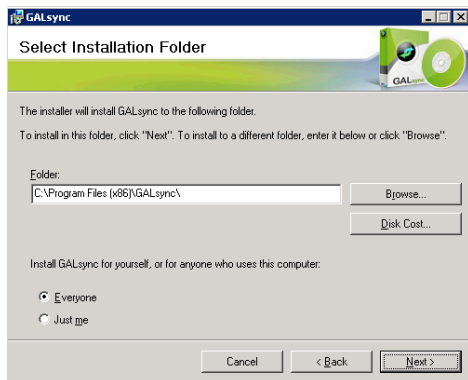 GALsync
Select Installation Folder
GALsync
The installer will install GALsync to the following folder.
To install in this folder, click "Next". To install to a different folder, enter it below or click "Browse".
Folder:
C:\Program Files (x86)\GALsync\
Browse...
Disk Cost...
Install GALsync for yourself, or for anyone who uses this computer:
Everyone
Just me
Cancel
< Back
Next >